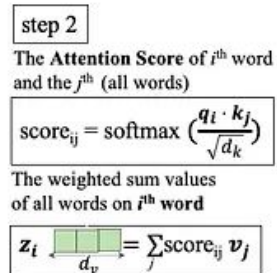 step 2
The Attention Score of iᵗʰ word
and the jᵗʰ (all words)
scoreᵢⱼ = softmax (qᵢ · kⱼ / √dₖ)
The weighted sum values
of all words on iᵗʰ word
zᵢ = ∑ⱼ scoreᵢⱼ vⱼ
dᵥ